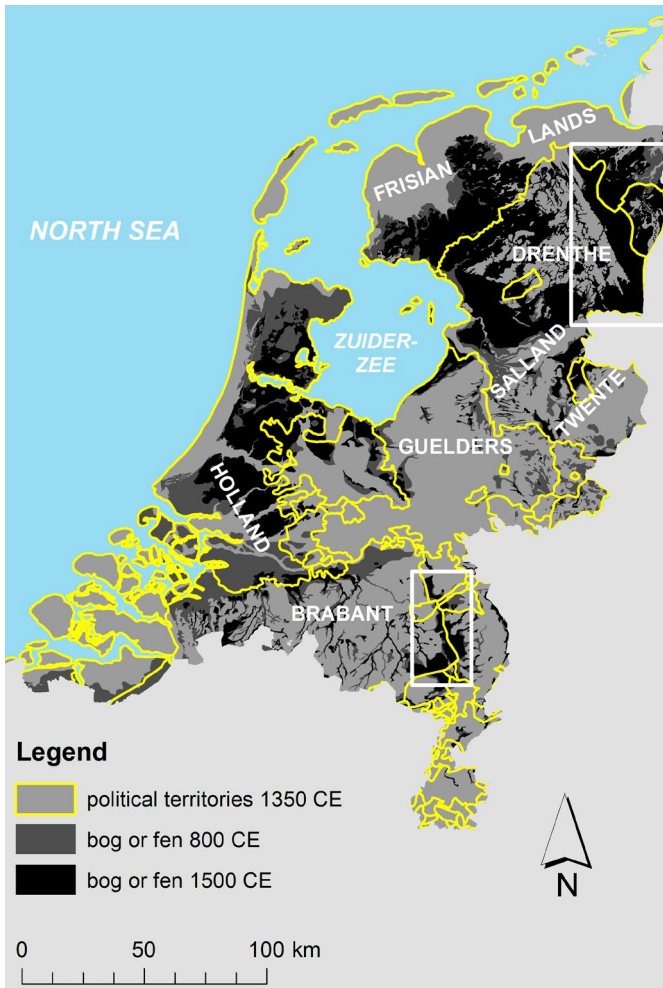 LANDS
FRISIAN
NORTH SEA
DRENTHE
ZUIDER-
ZEE
SALLAND
TWENTE
GUELDERS
HOLLAND
BRABANT
Legend
political territories 1350 CE
bog or fen 800 CE
bog or fen 1500 CE
N
0 50 100 km